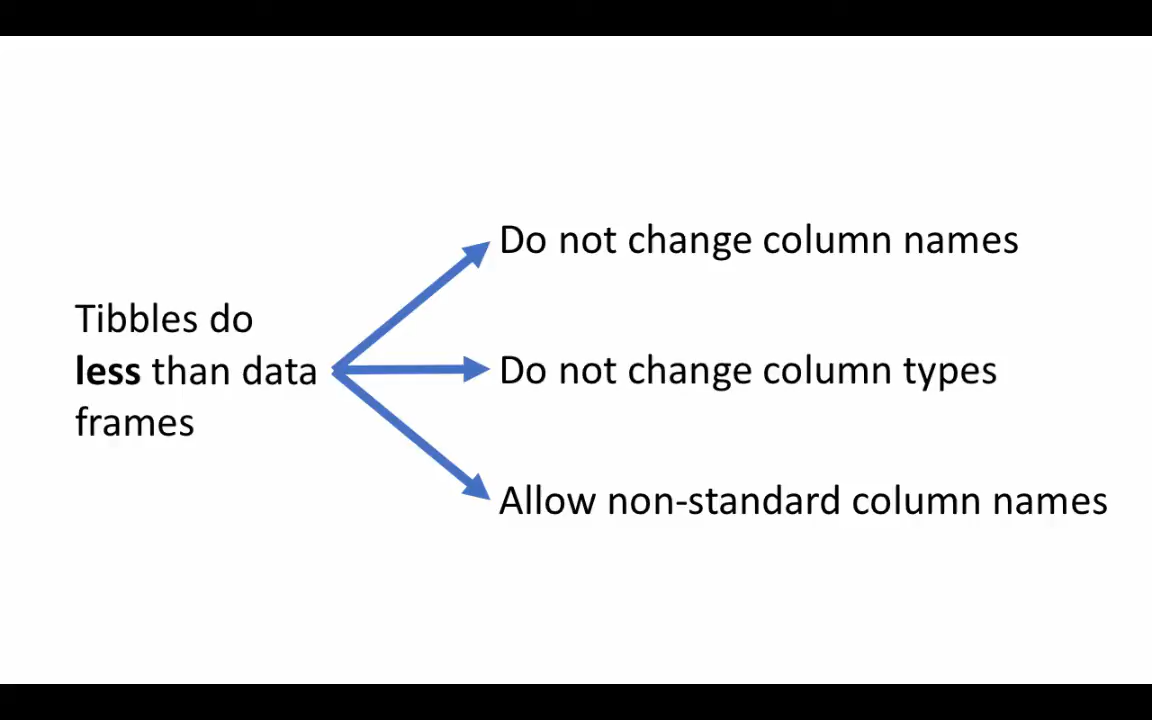 Tibbles do
less than data
frames
Do not change column names
Do not change column types
Allow non-standard column names